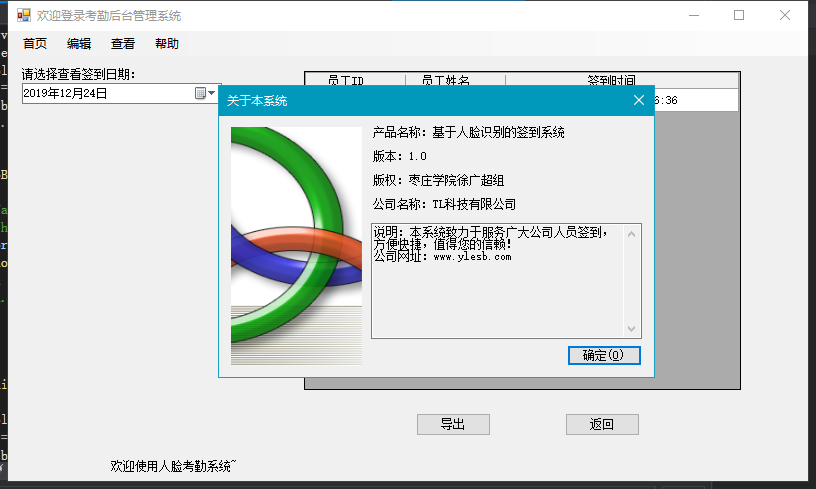 欢迎登录考勤后台管理系统
首页 编辑 查看 帮助
请选择查看签到日期：
2019年12月24日
员工ID 员工姓名 签到时间
6:36
关于本系统
产品名称：基于人脸识别的签到系统
版本：1.0
版权：枣庄学院徐广超组
公司名称：TL科技有限公司
说明：本系统致力于服务广大公司人员签到，
方便快捷，值得您的信赖！
公司网址：www.ylesb.com
确定(O)
导出 返回
欢迎使用人脸考勤系统~